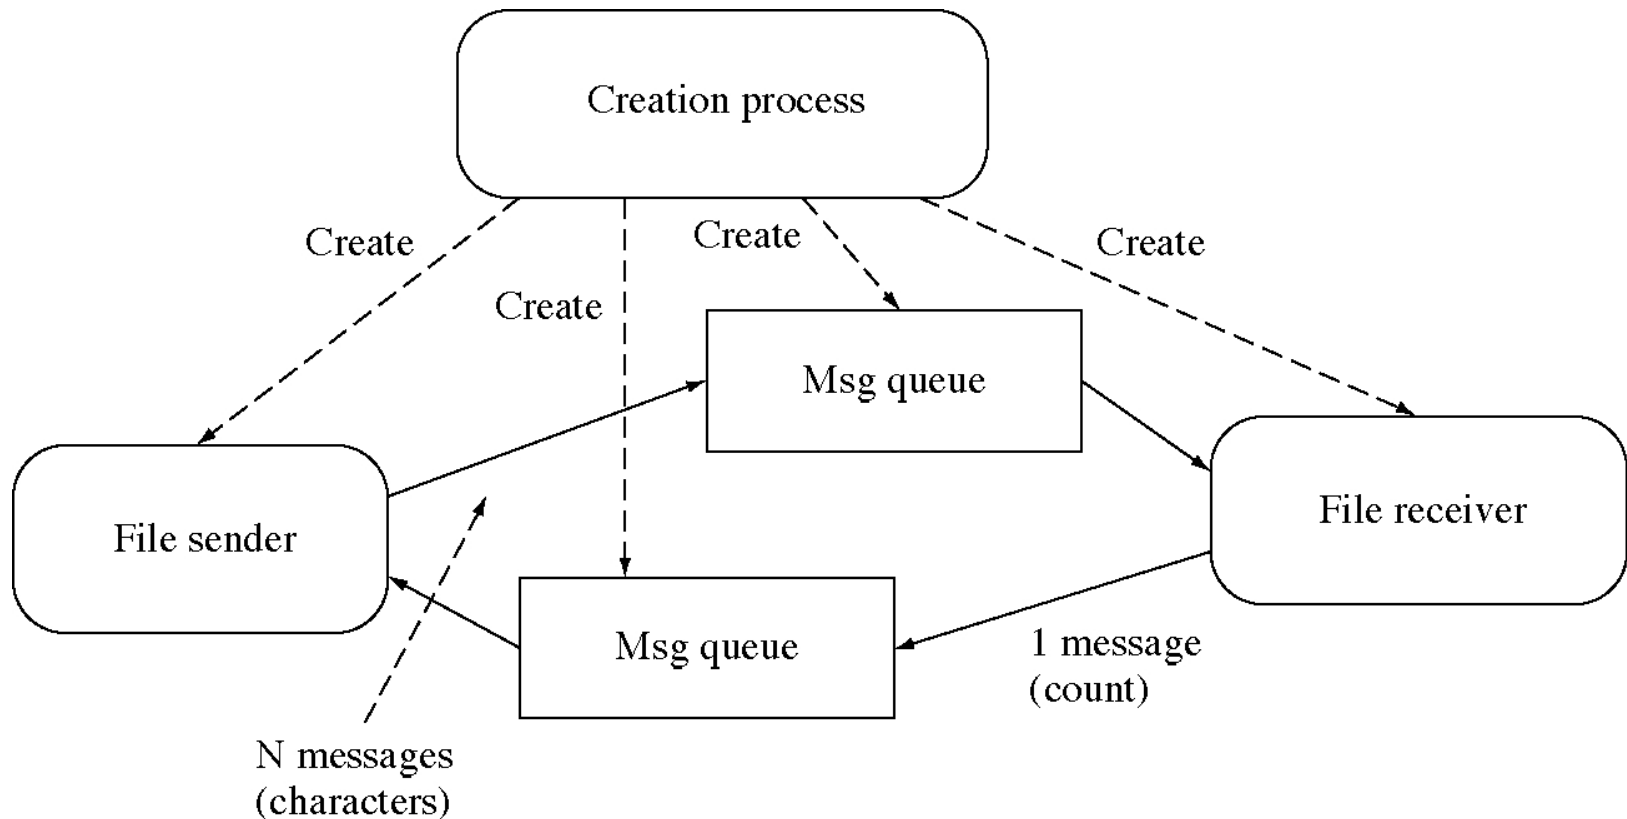 Creation process
Create
Create
Create
Create
Msg queue
File sender
File receiver
Msg queue
1 message
(count)
N messages
(characters)